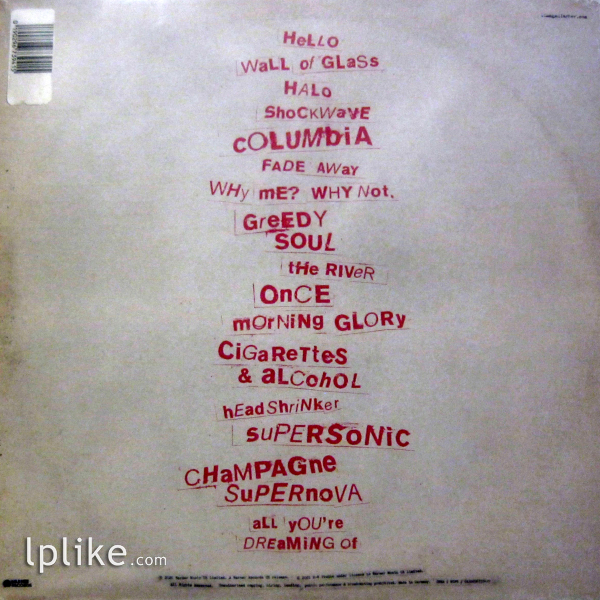 HeLLO
WaLL of GLaSs
HALo
SHoCKWaVE
COLUMbiA
FADE AWay
WHy mE? WHY Not.
GreEDY
SOUL
tHe RIVeR
OnCE
mOrNiNg GLORy
CiGaReTteS
& aLCohOL
hEadShriNKer
suPERSoNiC
CHaMPAGne
SuPERnoVA
aLL YOU're
DREaMiNG Of
lplike.com